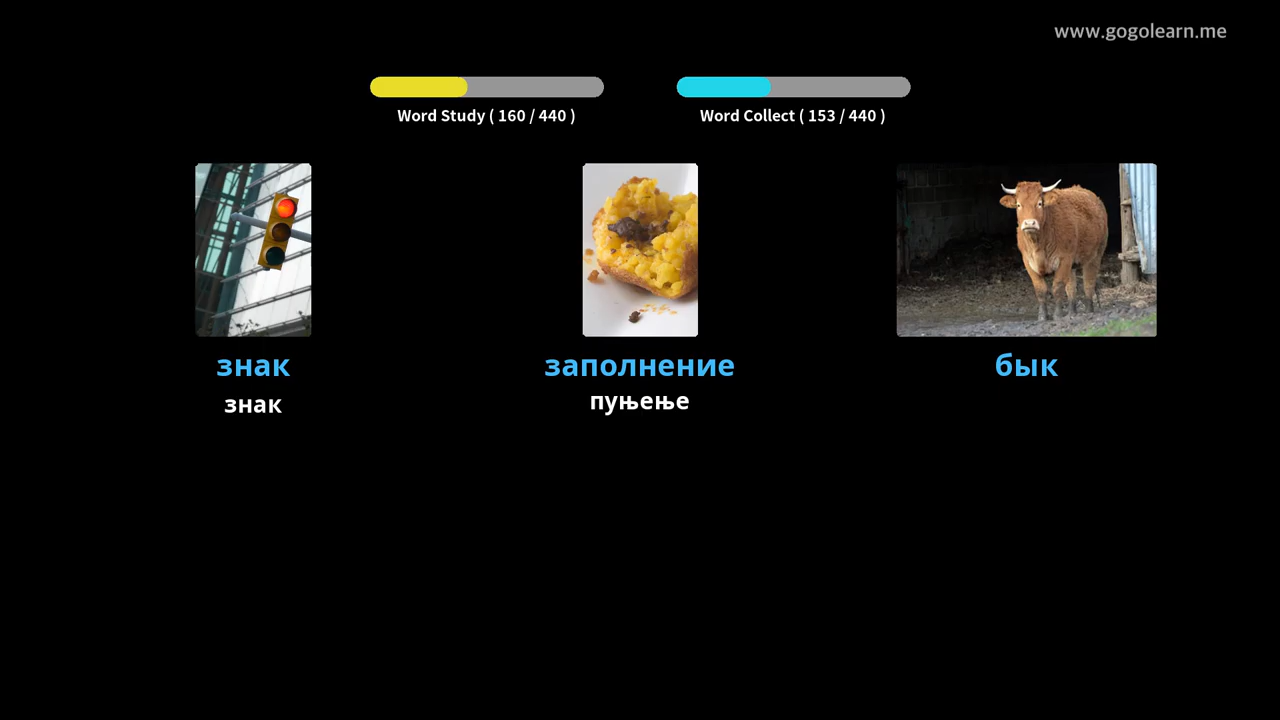 www.gogolearn.me
Word Study ( 160 / 440 )
Word Collect ( 153 / 440 )
знак
заполнение
бык
знак
пуњење